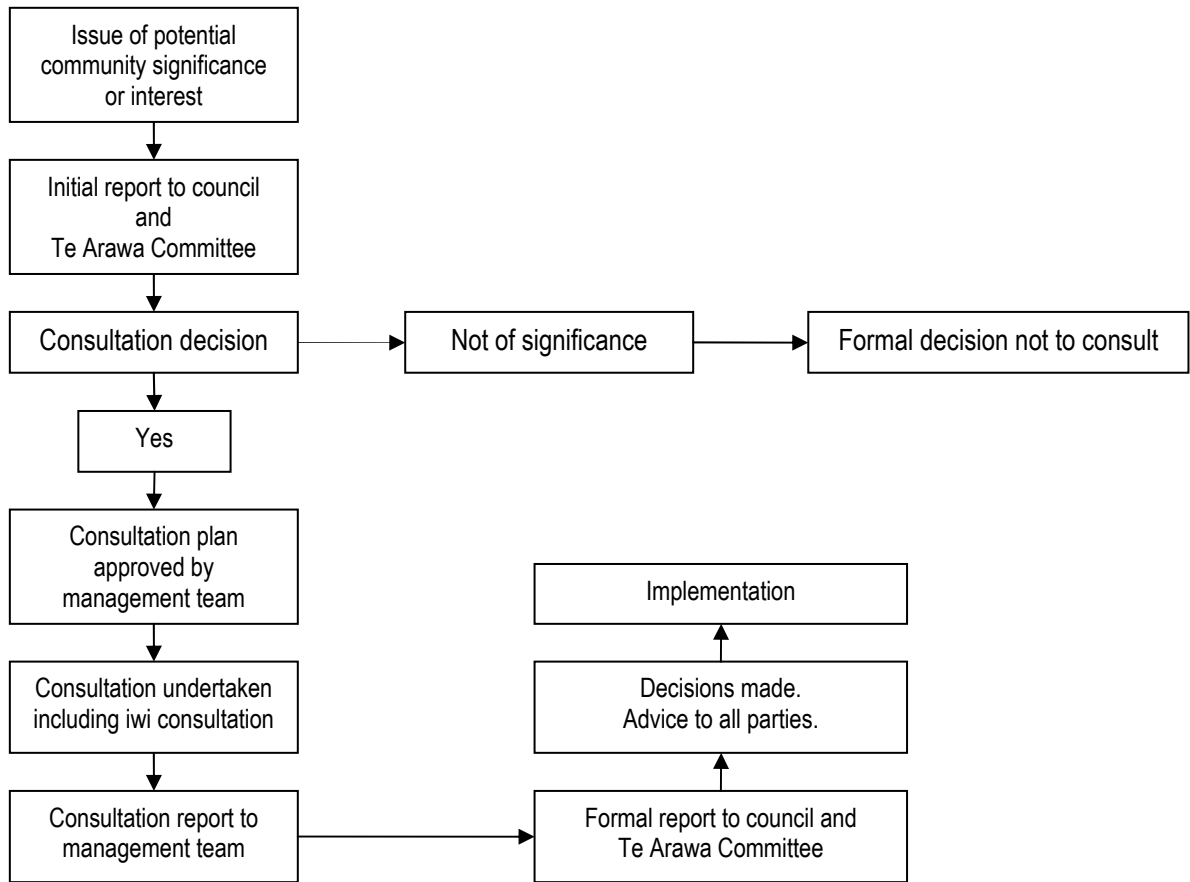 Issue of potential
community significance
or interest
Initial report to council
and
Te Arawa Committee
Consultation decision
Not of significance
Formal decision not to consult
Yes
Consultation plan
approved by
management team
Consultation undertaken
including iwi consultation
Consultation report to
management team
Formal report to council and
Te Arawa Committee
Decisions made.
Advice to all parties.
Implementation